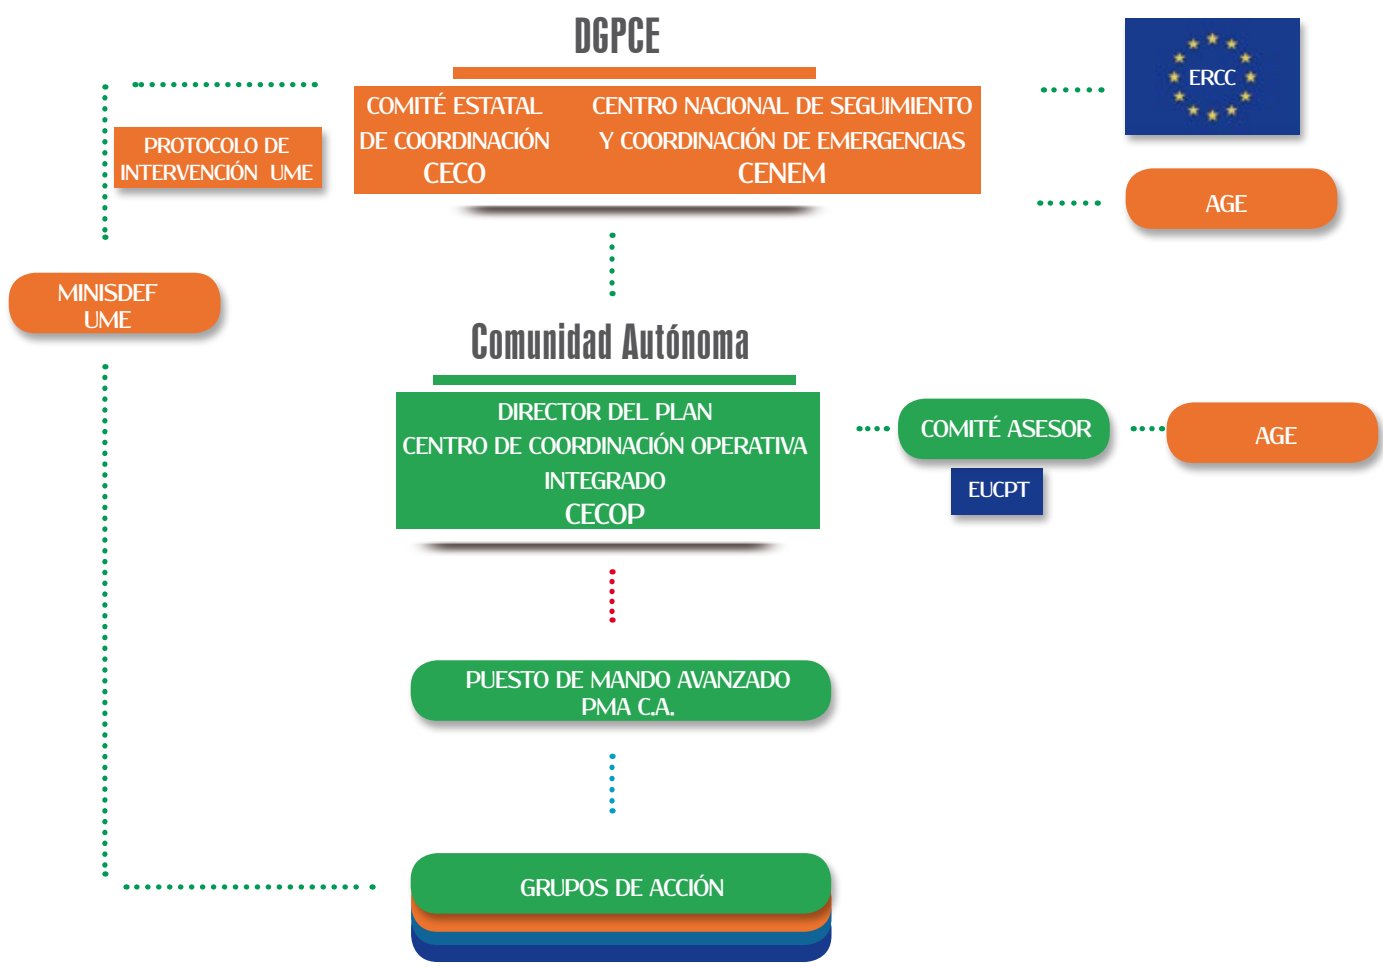 DGPCE
COMITÉ ESTATAL
DE COORDINACIÓN
CECO
CENTRO NACIONAL DE SEGUIMIENTO
Y COORDINACIÓN DE EMERGENCIAS
CENEM
ERCC
PROTOCOLO DE
INTERVENCIÓN UME
AGE
MINISDEF
UME
Comunidad Autónoma
DIRECTOR DEL PLAN
CENTRO DE COORDINACIÓN OPERATIVA
INTEGRADO
CECOP
COMITÉ ASESOR
AGE
EUCPT
PUESTO DE MANDO AVANZADO
PMA C.A.
GRUPOS DE ACCIÓN